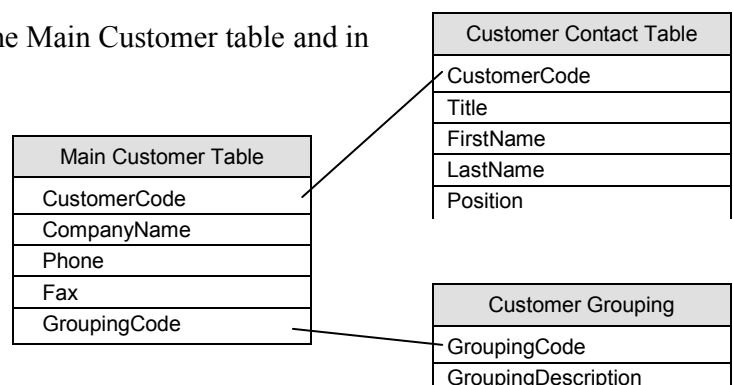 he Main Customer table and in
Customer Contact Table
CustomerCode
Title
FirstName
LastName
Position
Main Customer Table
CustomerCode
CompanyName
Phone
Fax
GroupingCode
Customer Grouping
GroupingCode
GroupingDescription